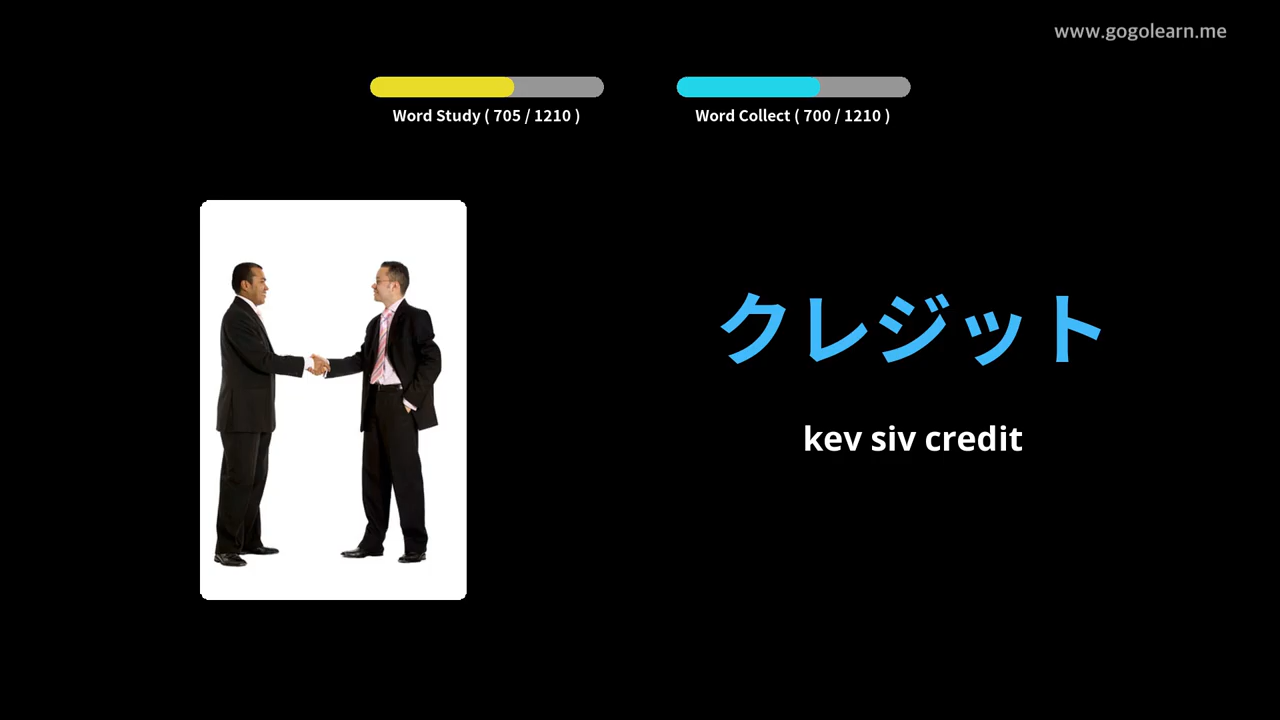 www.gogolearn.me
Word Study ( 705 / 1210 )
Word Collect ( 700 / 1210 )
クレジット
kev siv credit